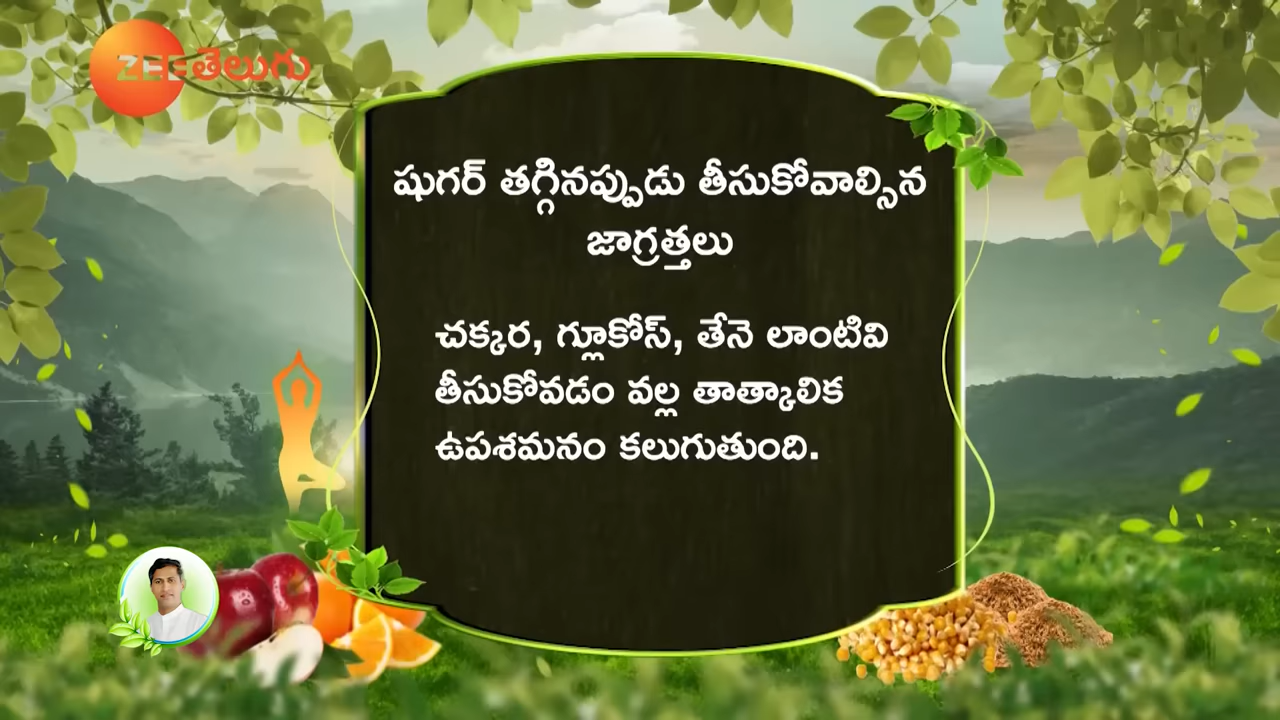 ZEE తెలుగు
షుగర్ తగ్గినప్పుడు తీసుకోవాల్సిన
జాగ్రత్తలు
చక్కర, గ్లూకోస్, తేనె లాంటివి
తీసుకోవడం వల్ల తాత్కాలిక
ఉపశమనం కలుగుతుంది.